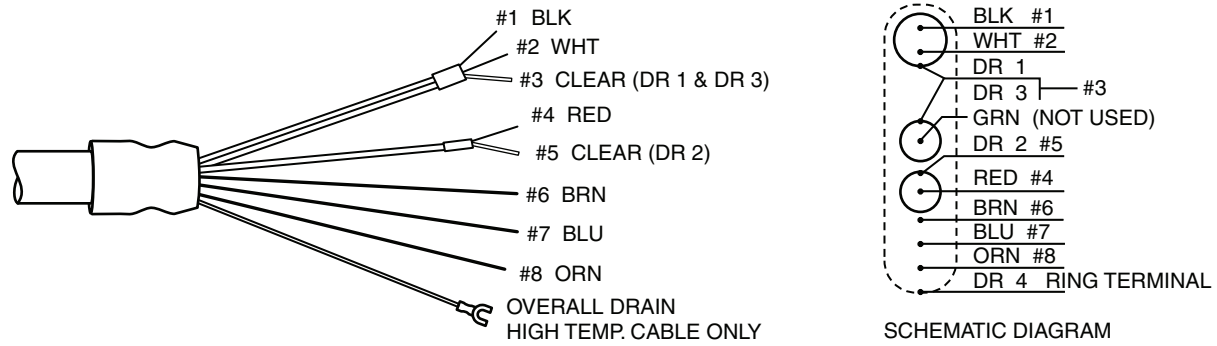 #1 BLK
#2 WHT
#3 CLEAR (DR 1 & DR 3)
#4 RED
#5 CLEAR (DR 2)
#6 BRN
#7 BLU
#8 ORN
OVERALL DRAIN
HIGH TEMP. CABLE ONLY
BLK #1
WHT #2
DR 1
DR 3
#3
GRN (NOT USED)
DR 2 #5
RED #4
BRN #6
BLU #7
ORN #8
DR 4 RING TERMINAL
SCHEMATIC DIAGRAM